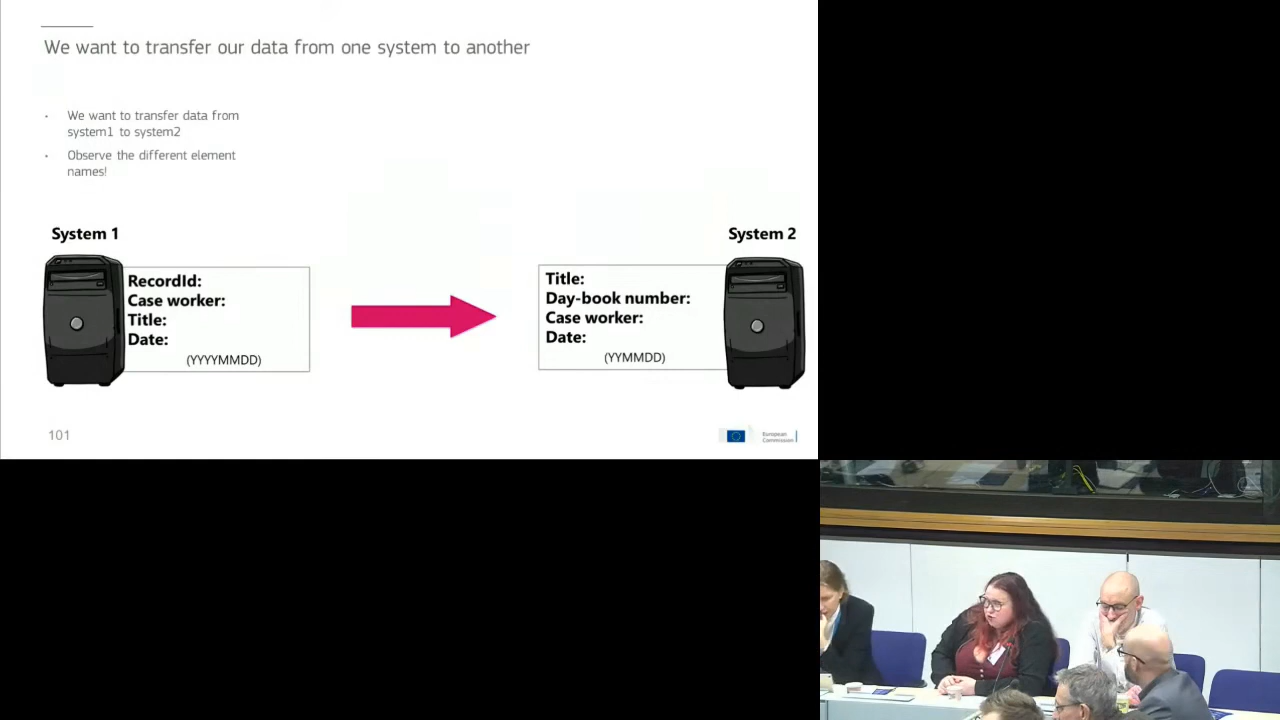 We want to transfer our data from one system to another
• We want to transfer data from
system1 to system2
• Observe the different element
names!
System 1
RecordId:
Case worker:
Title:
Date:
(YYYYMMDD)
System 2
Title:
Day-book number:
Case worker:
Date:
(YYMMDD)
101
European
Commission